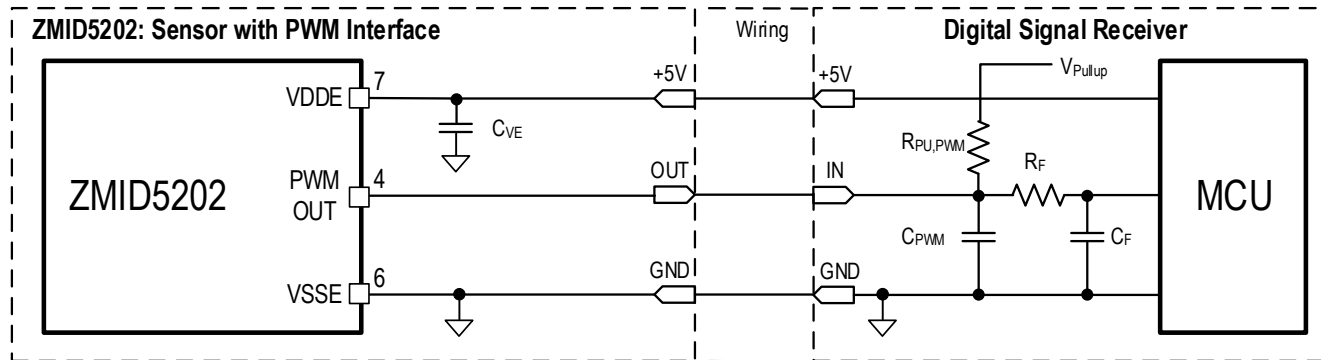 ZMID5202: Sensor with PWM Interface
Wiring
Digital Signal Receiver
7
VDDE
+5V
+5V
VPullup
CVE
RPU,PWM
ZMID5202
PWM
OUT
4
OUT
IN
RF
MCU
CPWM
CF
VSSE
6
GND
GND